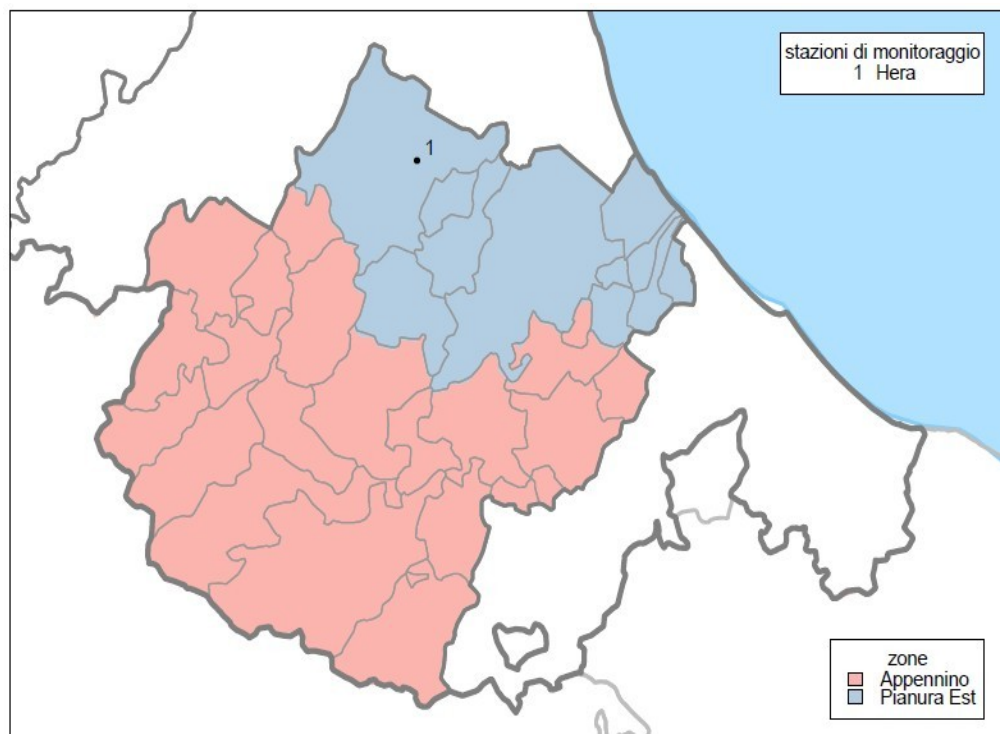 stazioni di monitoraggio
1 Hera
1
zone
Appennino
Pianura Est